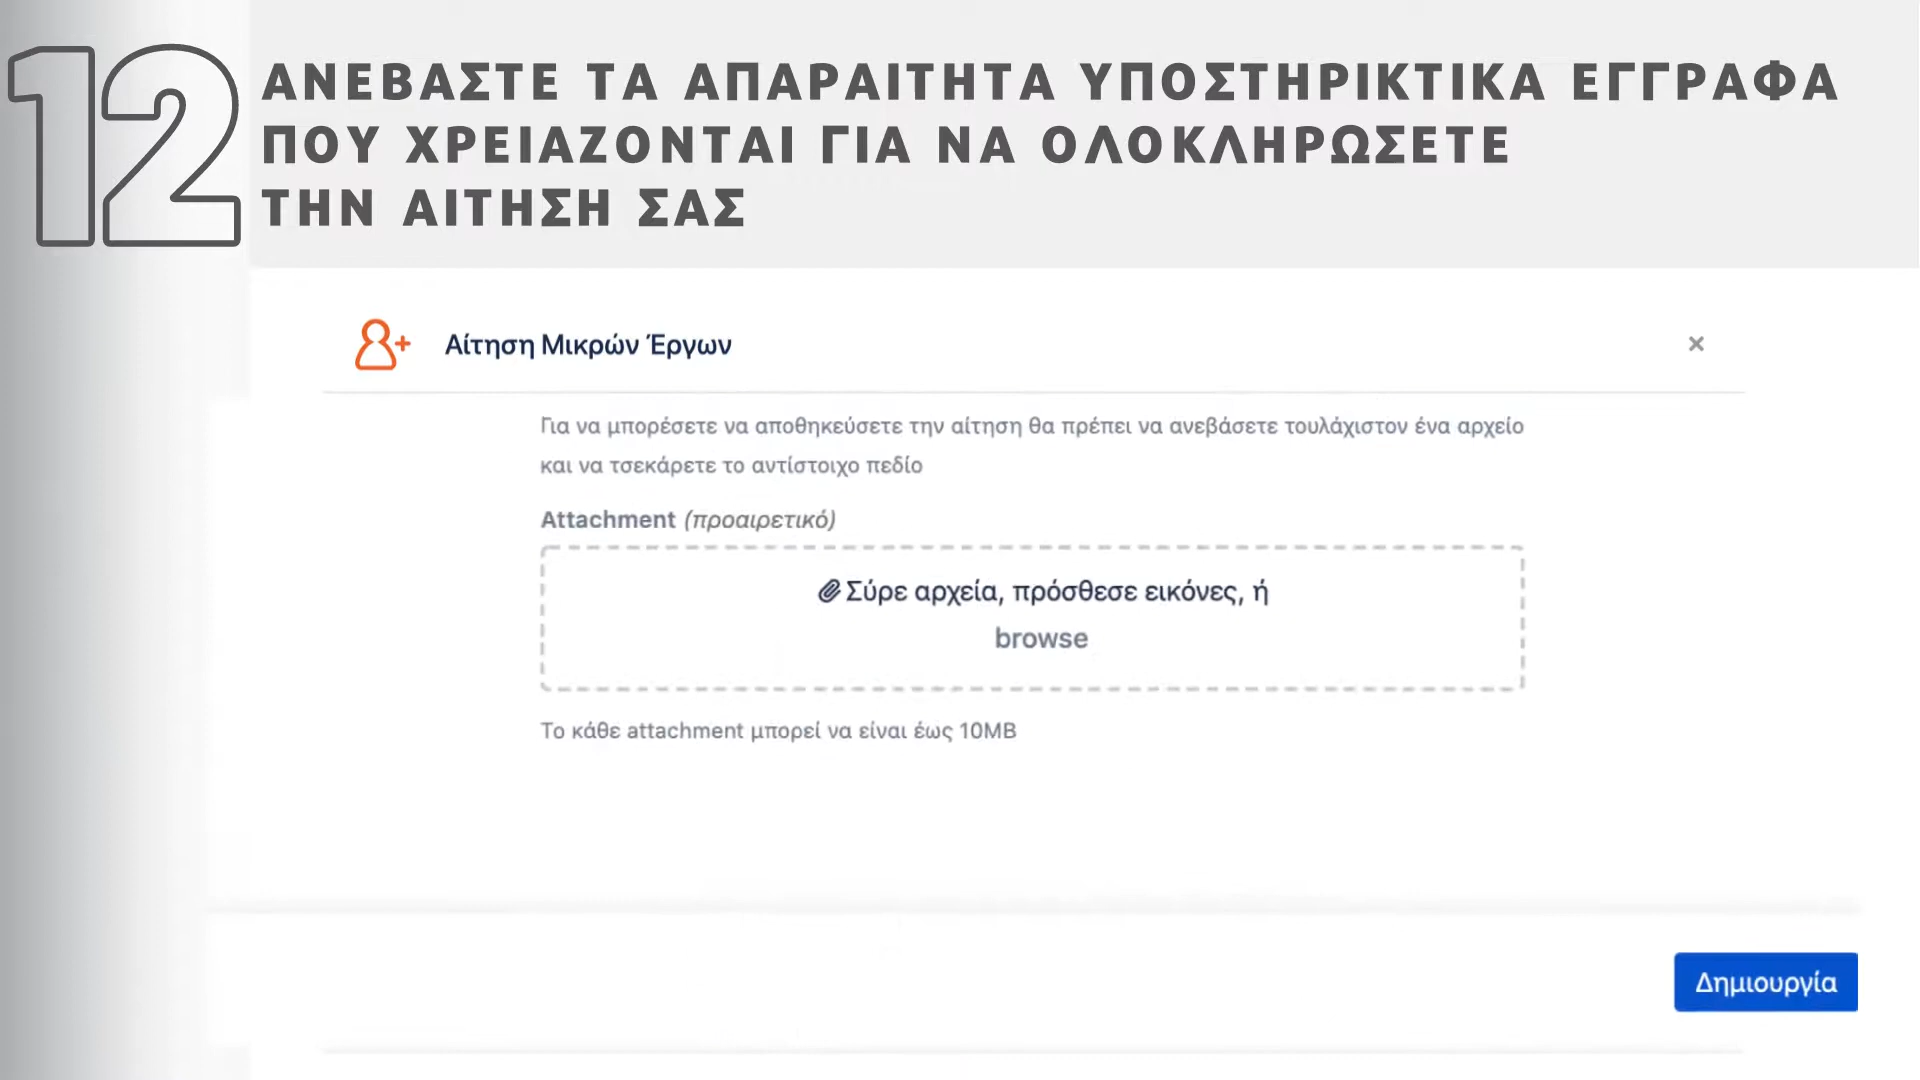 12
ΑΝΕΒΑΣΤΕ ΤΑ ΑΠΑΡΑΙΤΗΤΑ ΥΠΟΣΤΗΡΙΚΤΙΚΑ ΕΓΓΡΑΦΑ
ΠΟΥ ΧΡΕΙΑΖΟΝΤΑΙ ΓΙΑ ΝΑ ΟΛΟΚΛΗΡΩΣΕΤΕ
ΤΗΝ ΑΙΤΗΣΗ ΣΑΣ
Αίτηση Μικρών Έργων
Για να μπορέσετε να αποθηκεύσετε την αίτηση θα πρέπει να ανεβάσετε τουλάχιστον ένα αρχείο
και να τσεκάρετε το αντίστοιχο πεδίο
Attachment (προαιρετικό)
Σύρε αρχεία, πρόσθεσε εικόνες, ή
browse
Το κάθε attachment μπορεί να είναι έως 10MB
Δημιουργία